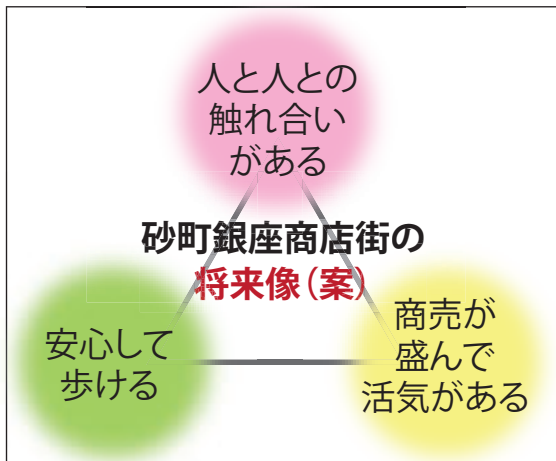 人と人との
触れ合い
がある
砂町銀座商店街の
将来像(案)
安心して
歩ける
商売が
盛んで
活気がある